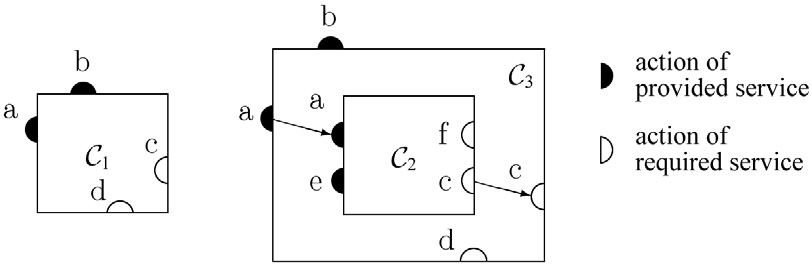 b
a
C1
c
d
b
C3
a
a
f
C2
e
c
c
d
action of
provided service
action of
required service